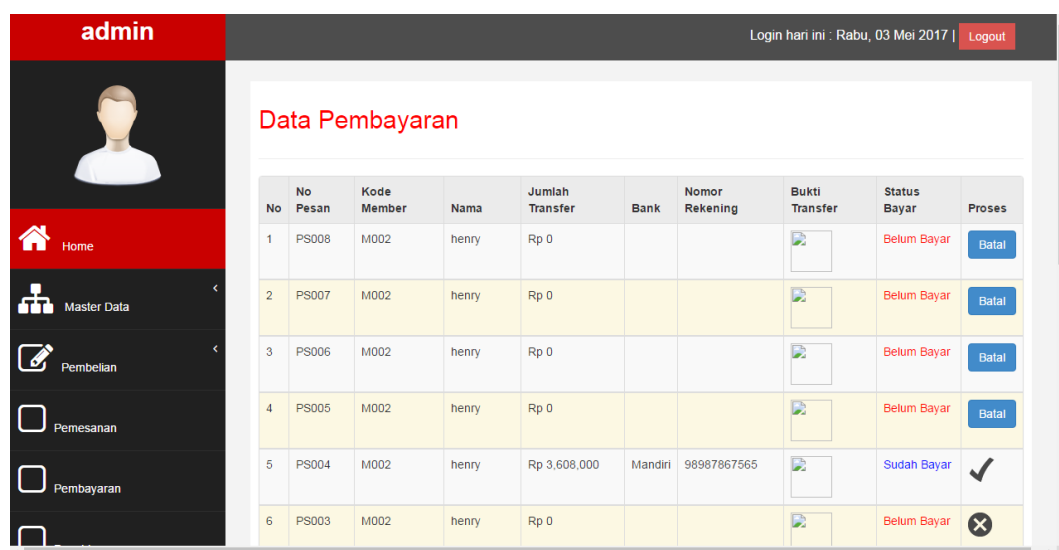 admin
Login hari ini : Rabu, 03 Mei 2017 | Logout
Home
Master Data
Pembelian
Pemesanan
Pembayaran
Data Pembayaran
No No Pesan Kode Member Nama Jumlah Transfer Bank Nomor Rekening Bukti Transfer Status Bayar Proses
1 PS008 M002 henry Rp 0 Belum Bayar Batal
2 PS007 M002 henry Rp 0 Belum Bayar Batal
3 PS006 M002 henry Rp 0 Belum Bayar Batal
4 PS005 M002 henry Rp 0 Belum Bayar Batal
5 PS004 M002 henry Rp 3,608,000 Mandiri 98987867565 Sudah Bayar
6 PS003 M002 henry Rp 0 Belum Bayar